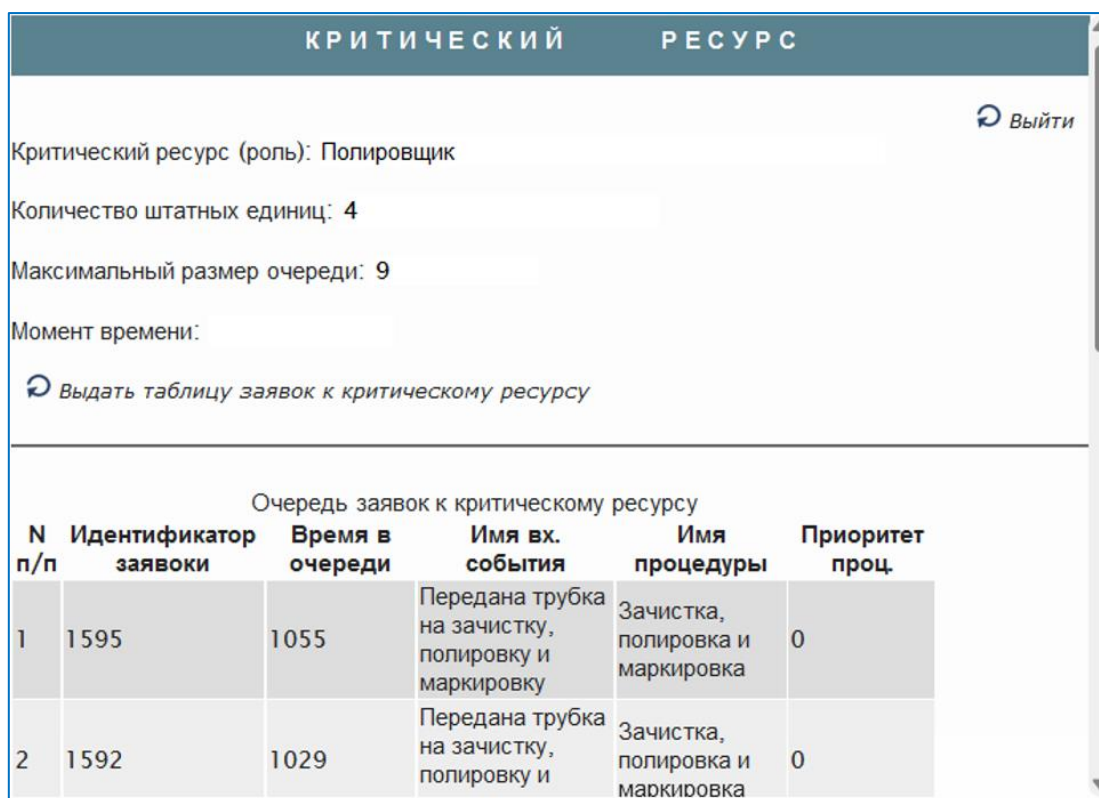 КРИТИЧЕСКИЙ РЕСУРС
Выйти
Критический ресурс (роль): Полировщик
Количество штатных единиц: 4
Максимальный размер очереди: 9
Момент времени:
Выдать таблицу заявок к критическому ресурсу
Очередь заявок к критическому ресурсу
N п/п Идентификатор заявоки Время в очереди Имя вх. события Имя процедуры Приоритет проц.
1 1595 1055 Передана трубка на зачистку, полировку и маркировку Зачистка, полировка и маркировка 0
2 1592 1029 Передана трубка на зачистку, полировку и Зачистка, полировка и маркировка 0